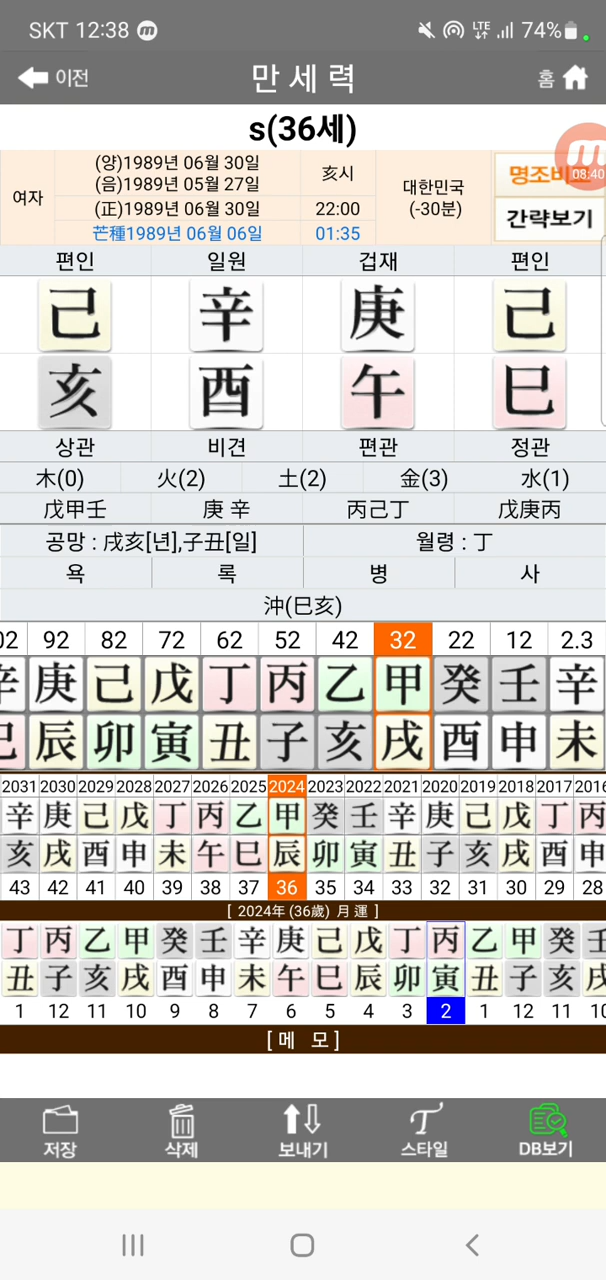 SKT 12:38 m LTE 74%
이전 만세력 홈
s(36세)
m
08:40
여자
(양)1989년 06월 30일
(음)1989년 05월 27일
亥시
(正)1989년 06월 30일 22:00
芒種1989년 06월 06일 01:35
대한민국
(-30분)
명조비
간략보기
편인 일원 겁재 편인
己 辛 庚 己
亥 酉 午 巳
상관 비견 편관 정관
木(0) 火(2) 土(2) 金(3) 水(1)
戊甲壬 庚 辛 丙己丁 戊庚丙
공망 : 戌亥[년],子丑[일] 월령 : 丁
욕 록 병 사
沖(巳亥)
02 92 82 72 62 52 42 32 22 12 2.3
辛 庚 己 戊 丁 丙 乙 甲 癸 壬 辛
巳 辰 卯 寅 丑 子 亥 戌 酉 申 未
2031 2030 2029 2028 2027 2026 2025 2024 2023 2022 2021 2020 2019 2018 2017 2016
辛 庚 己 戊 丁 丙 乙 甲 癸 壬 辛 庚 己 戊 丁 丙
亥 戌 酉 申 未 午 巳 辰 卯 寅 丑 子 亥 戌 酉 申
43 42 41 40 39 38 37 36 35 34 33 32 31 30 29 28
[ 2024年 (36歲) 月 運 ]
丁 丙 乙 甲 癸 壬 辛 庚 己 戊 丁 丙 乙 甲 癸 壬
丑 子 亥 戌 酉 申 未 午 巳 辰 卯 寅 丑 子 亥 戌
1 12 11 10 9 8 7 6 5 4 3 2 1 12 11 10
[ 메 모 ]
저장 삭제 보내기 스타일 DB보기